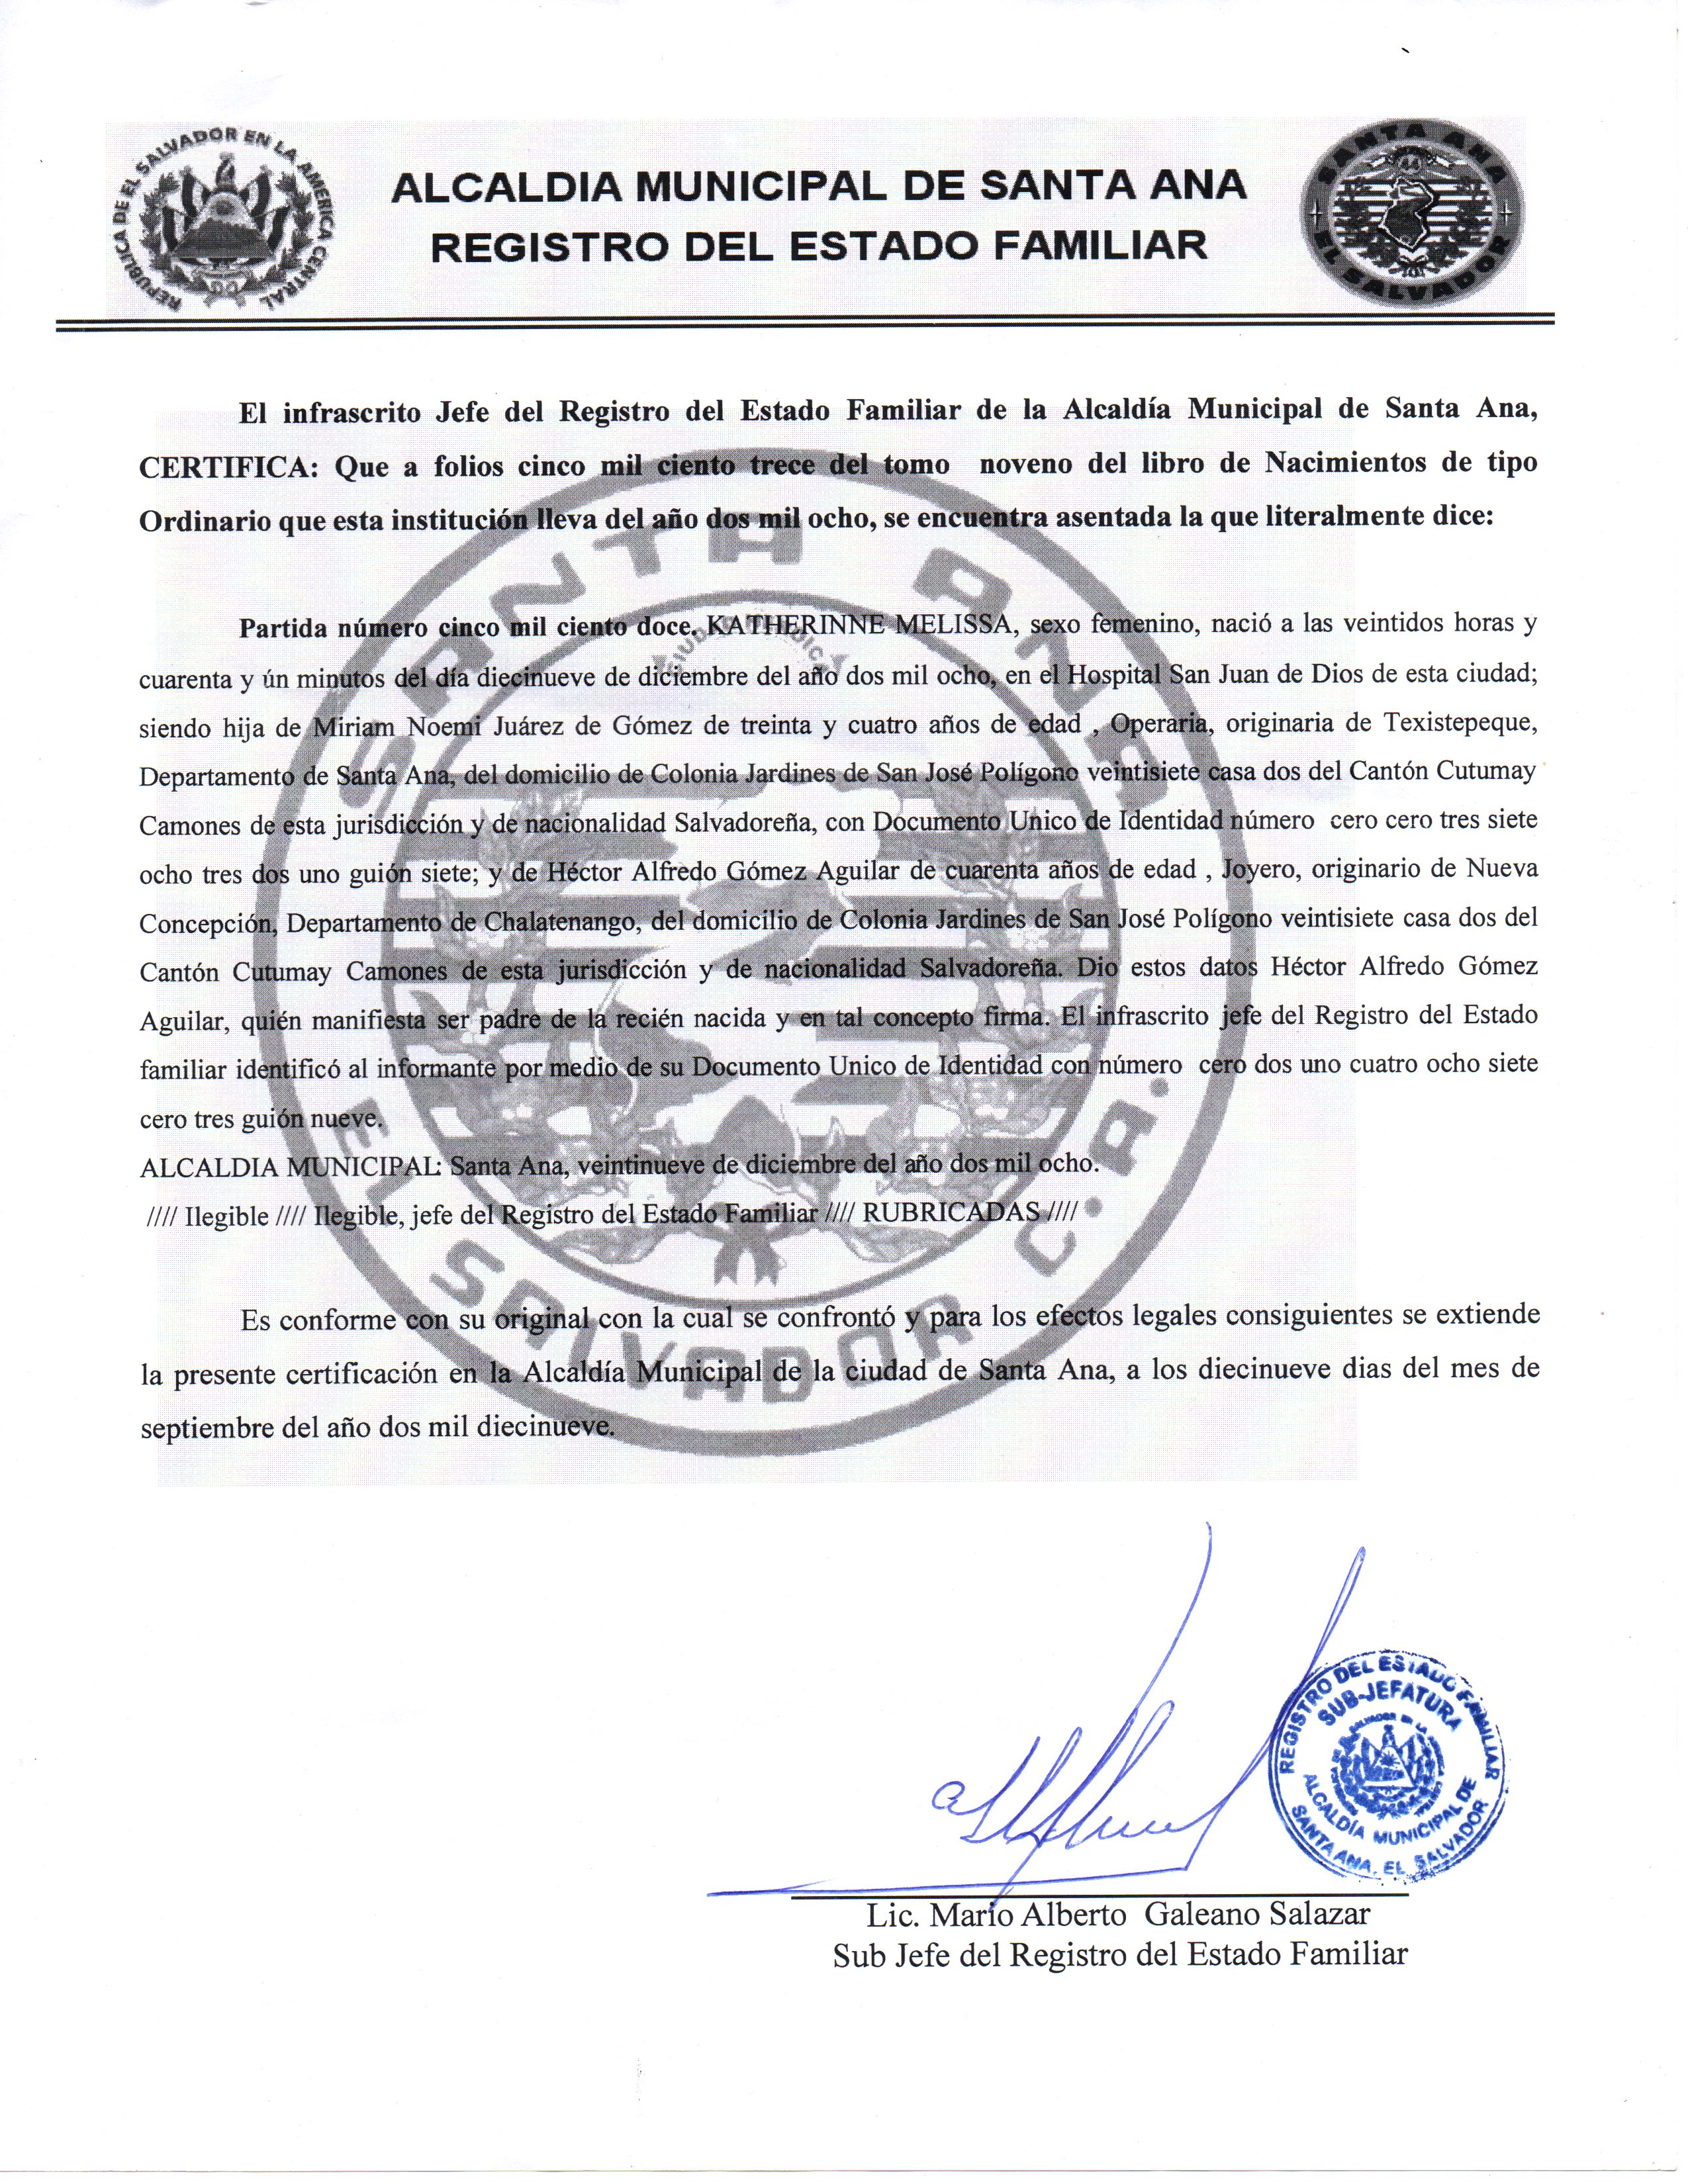 REPUBLICA DE EL SALVADOR EN LA AMERICA CENTRAL
ALCALDIA MUNICIPAL DE SANTA ANA
REGISTRO DEL ESTADO FAMILIAR
SANTA ANA
EL SALVADOR
El infrascrito Jefe del Registro del Estado Familiar de la Alcaldía Municipal de Santa Ana,
CERTIFICA: Que a folios cinco mil ciento trece del tomo noveno del libro de Nacimientos de tipo
Ordinario que esta institución lleva del año dos mil ocho, se encuentra asentada la que literalmente dice:
Partida número cinco mil ciento doce. KATHERINNE MELISSA, sexo femenino, nació a las veintidos horas y
cuarenta y ún minutos del día diecinueve de diciembre del año dos mil ocho, en el Hospital San Juan de Dios de esta ciudad;
siendo hija de Miriam Noemi Juárez de Gómez de treinta y cuatro años de edad , Operaria, originaria de Texistepeque,
Departamento de Santa Ana, del domicilio de Colonia Jardines de San José Polígono veintisiete casa dos del Cantón Cutumay
Camones de esta jurisdicción y de nacionalidad Salvadoreña, con Documento Unico de Identidad número cero cero tres siete
ocho tres dos uno guión siete; y de Héctor Alfredo Gómez Aguilar de cuarenta años de edad , Joyero, originario de Nueva
Concepción, Departamento de Chalatenango, del domicilio de Colonia Jardines de San José Polígono veintisiete casa dos del
Cantón Cutumay Camones de esta jurisdicción y de nacionalidad Salvadoreña. Dio estos datos Héctor Alfredo Gómez
Aguilar, quién manifiesta ser padre de la recién nacida y en tal concepto firma. El infrascrito jefe del Registro del Estado
familiar identificó al informante por medio de su Documento Unico de Identidad con número cero dos uno cuatro ocho siete
cero tres guión nueve.
ALCALDIA MUNICIPAL: Santa Ana, veintinueve de diciembre del año dos mil ocho.
//// Ilegible //// Ilegible, jefe del Registro del Estado Familiar //// RUBRICADAS ////
Es conforme con su original con la cual se confrontó y para los efectos legales consiguientes se extiende
la presente certificación en la Alcaldía Municipal de la ciudad de Santa Ana, a los diecinueve dias del mes de
septiembre del año dos mil diecinueve.
SANTA ANA
EL SALVADOR C.A.
REGISTRO DEL ESTADO FAMILIAR
SUB-JEFATURA
ALCALDÍA MUNICIPAL DE
SANTA ANA, EL SALVADOR
Lic. Mario Alberto Galeano Salazar
Sub Jefe del Registro del Estado Familiar